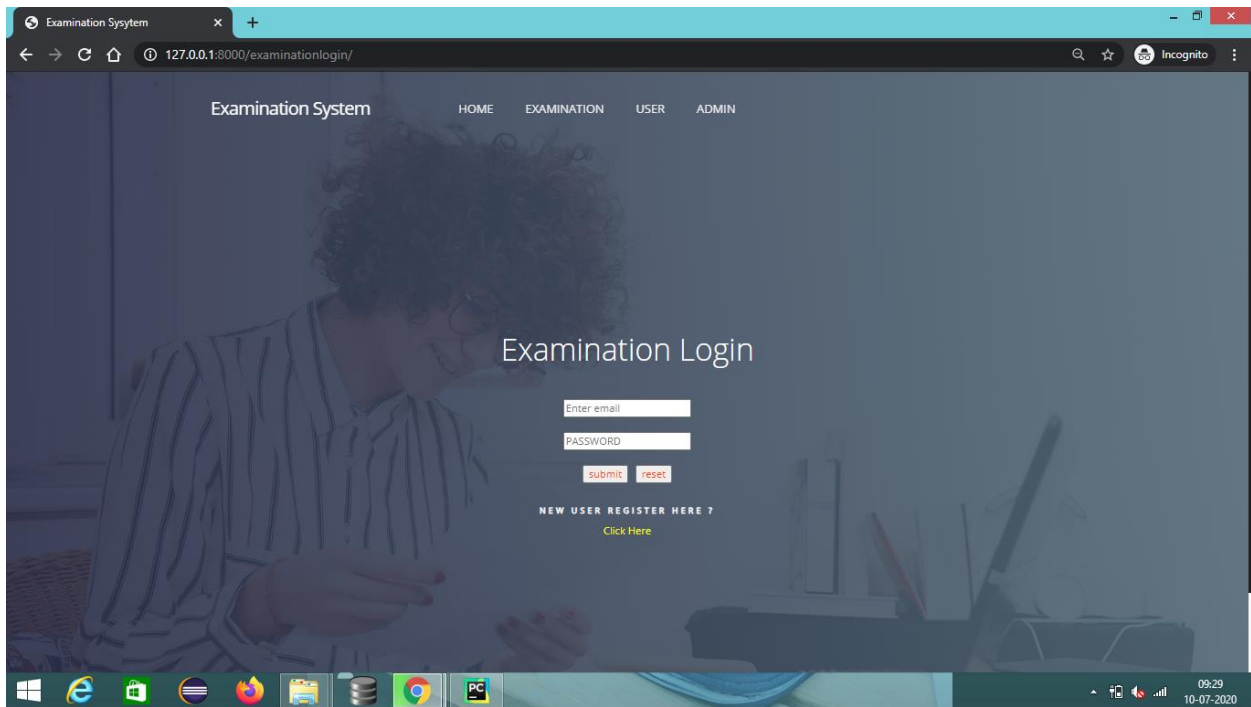 Examination Sysytem
127.0.0.1:8000/examinationlogin/
Incognito
Examination System HOME EXAMINATION USER ADMIN
Examination Login
Enter email
PASSWORD
submit reset
NEW USER REGISTER HERE ?
Click Here
PC
09:29
10-07-2020